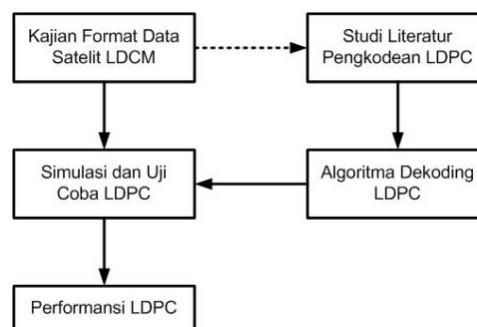 Kajian Format Data
Satelit LDCM
Studi Literatur
Pengkodean LDPC
Simulasi dan Uji
Coba LDPC
Algoritma Dekoding
LDPC
Performansi LDPC